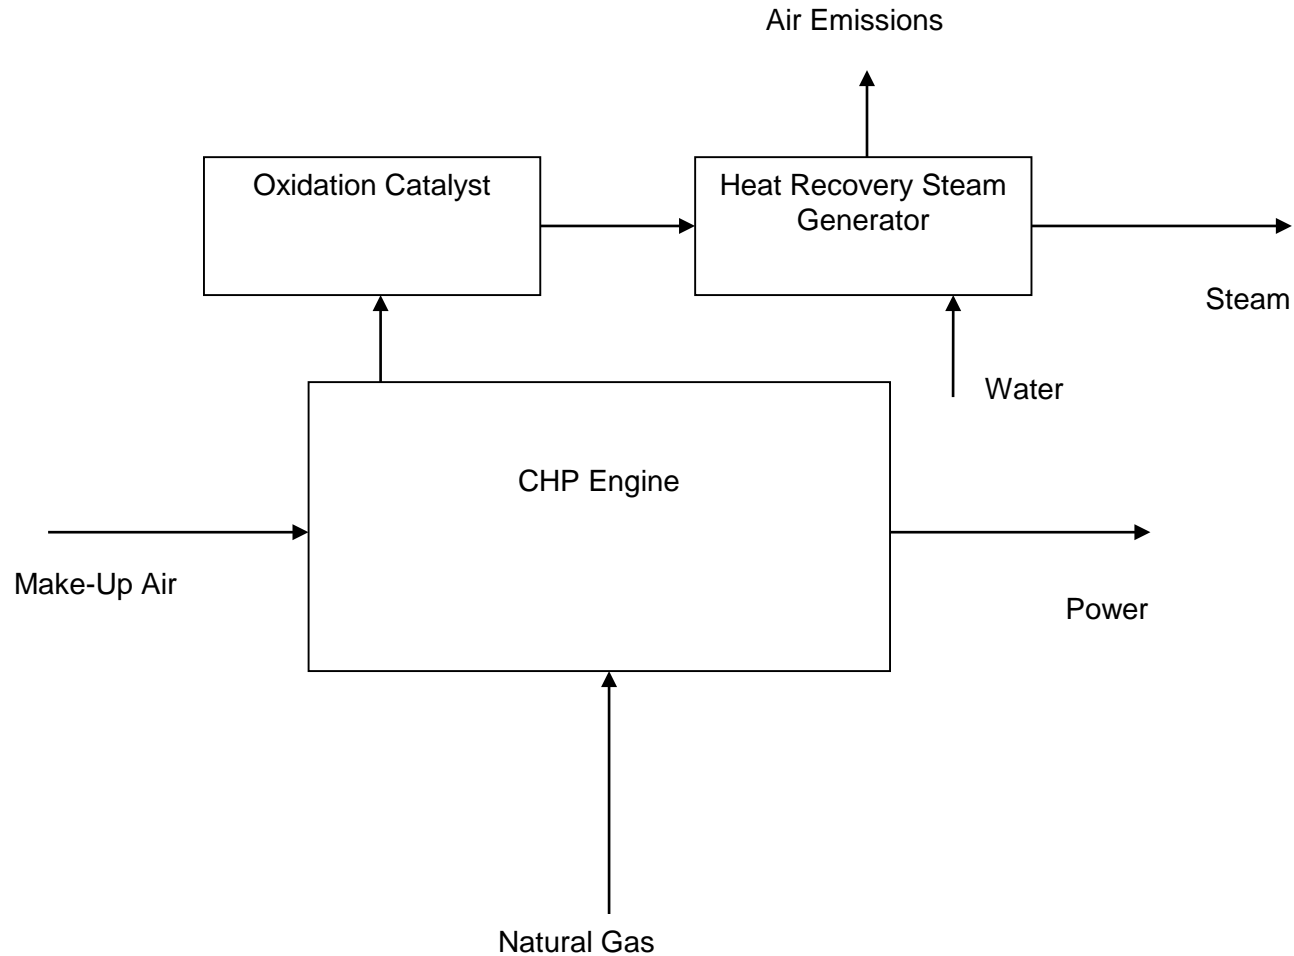 Air Emissions
Oxidation Catalyst
Heat Recovery Steam
Generator
Steam
Water
CHP Engine
Make-Up Air
Power
Natural Gas